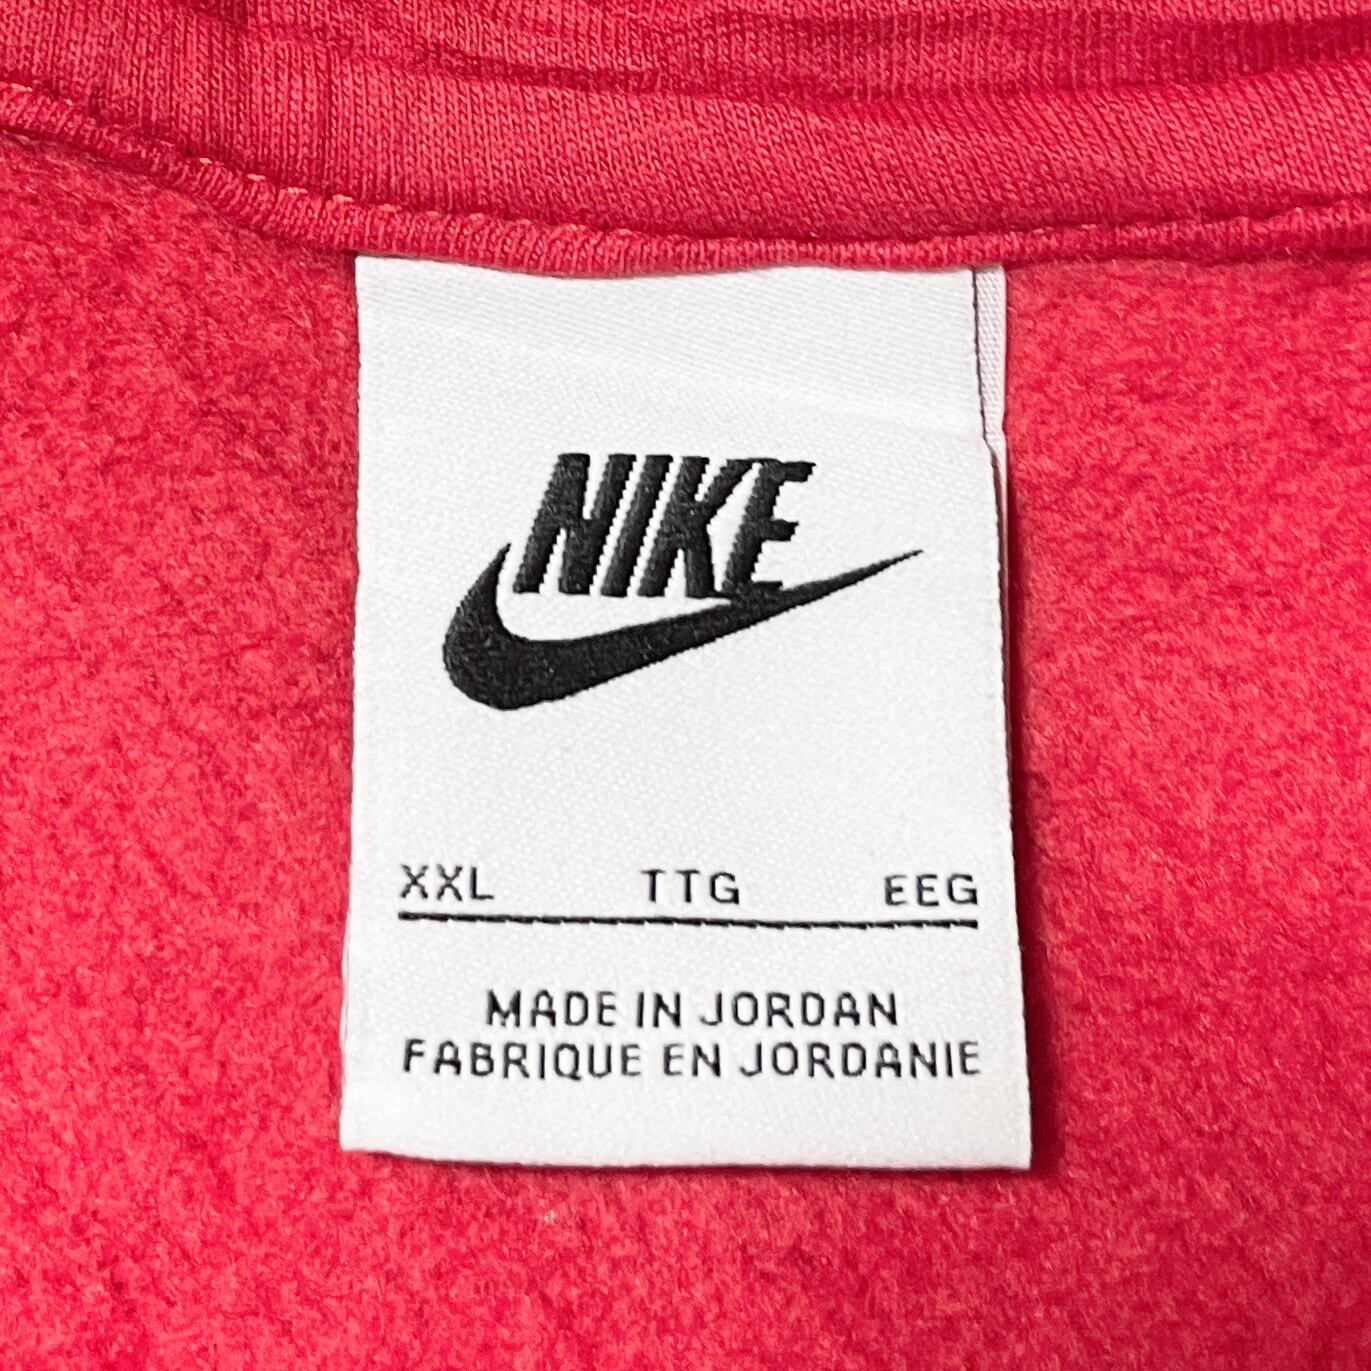 NIKE
XXL TTG EEG
MADE IN JORDAN
FABRIQUE EN JORDANIE